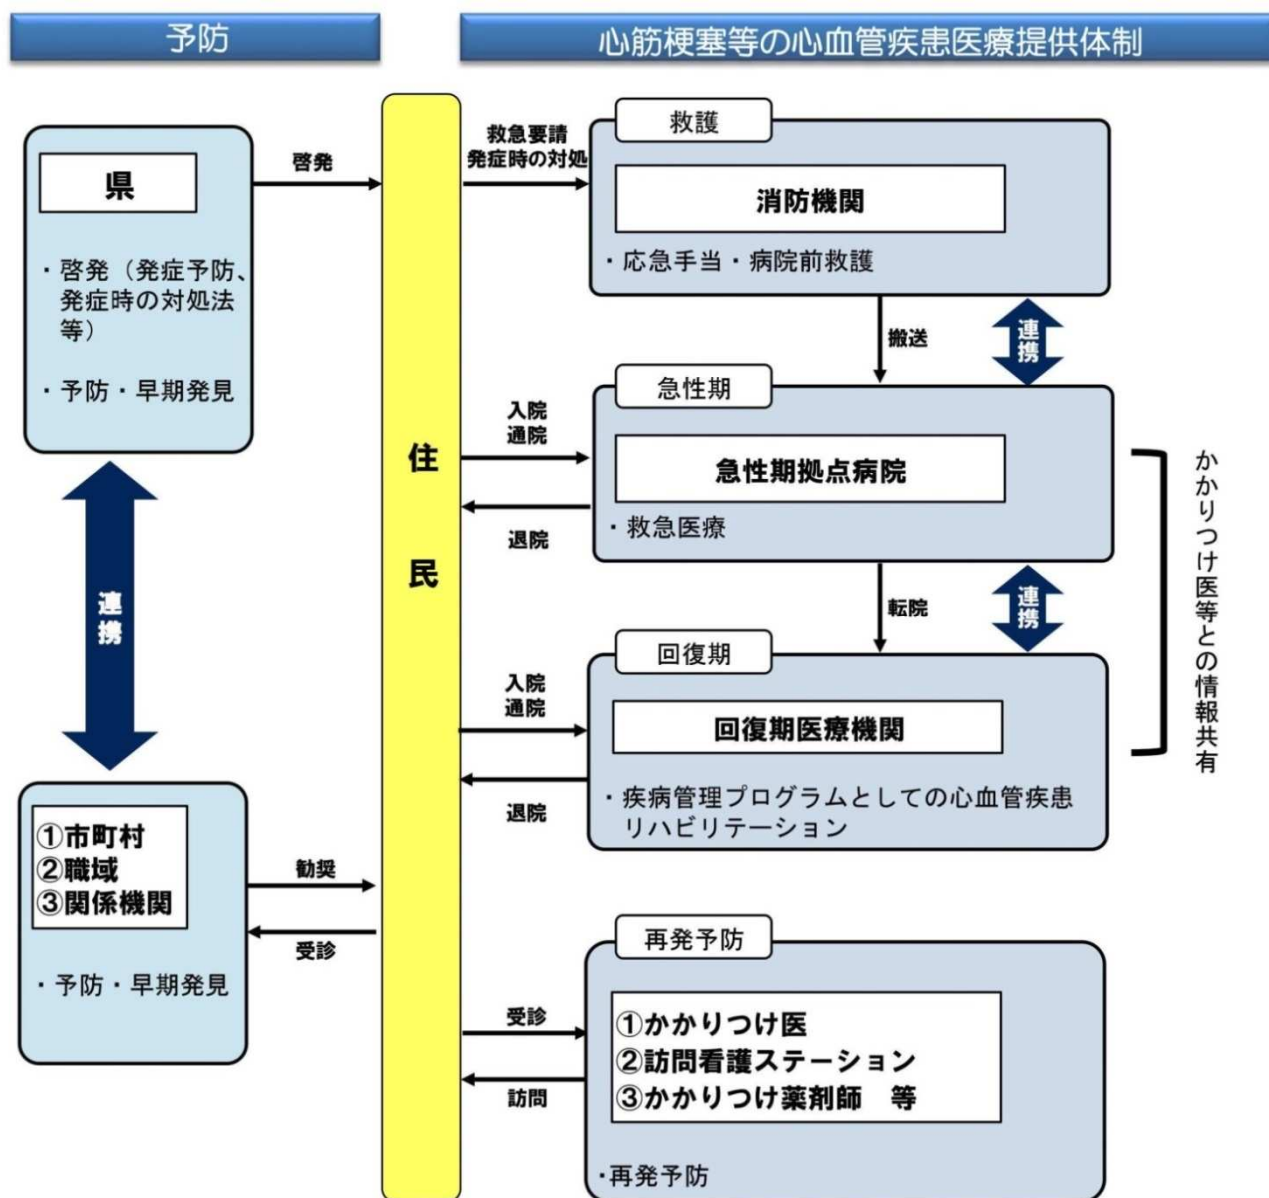 予防
心筋梗塞等の心血管疾患医療提供体制
県
・啓発（発症予防、
発症時の対処法
等）
・予防・早期発見
啓発
連携
①市町村
②職域
③関係機関
・予防・早期発見
勧奨
受診
住民
救急要請
発症時の対処
救護
消防機関
・応急手当・病院前救護
搬送
連携
入院
通院
退院
急性期
急性期拠点病院
・救急医療
転院
連携
入院
通院
退院
回復期
回復期医療機関
・疾病管理プログラムとしての心血管疾患
リハビリテーション
かかりつけ医等との情報共有
受診
訪問
再発予防
①かかりつけ医
②訪問看護ステーション
③かかりつけ薬剤師　等
・再発予防